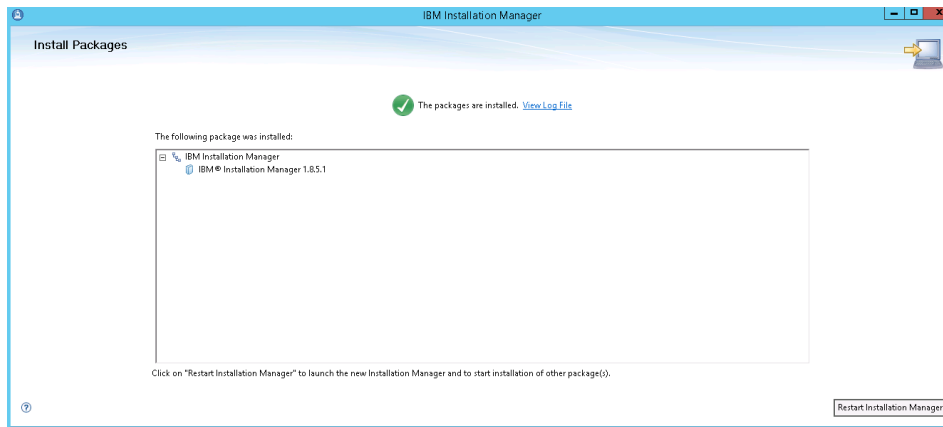 IBM Installation Manager
Install Packages
The packages are installed. View Log File
The following package was installed:
IBM Installation Manager
IBM® Installation Manager 1.8.5.1
Click on "Restart Installation Manager" to launch the new Installation Manager and to start installation of other package(s).
Restart Installation Manager